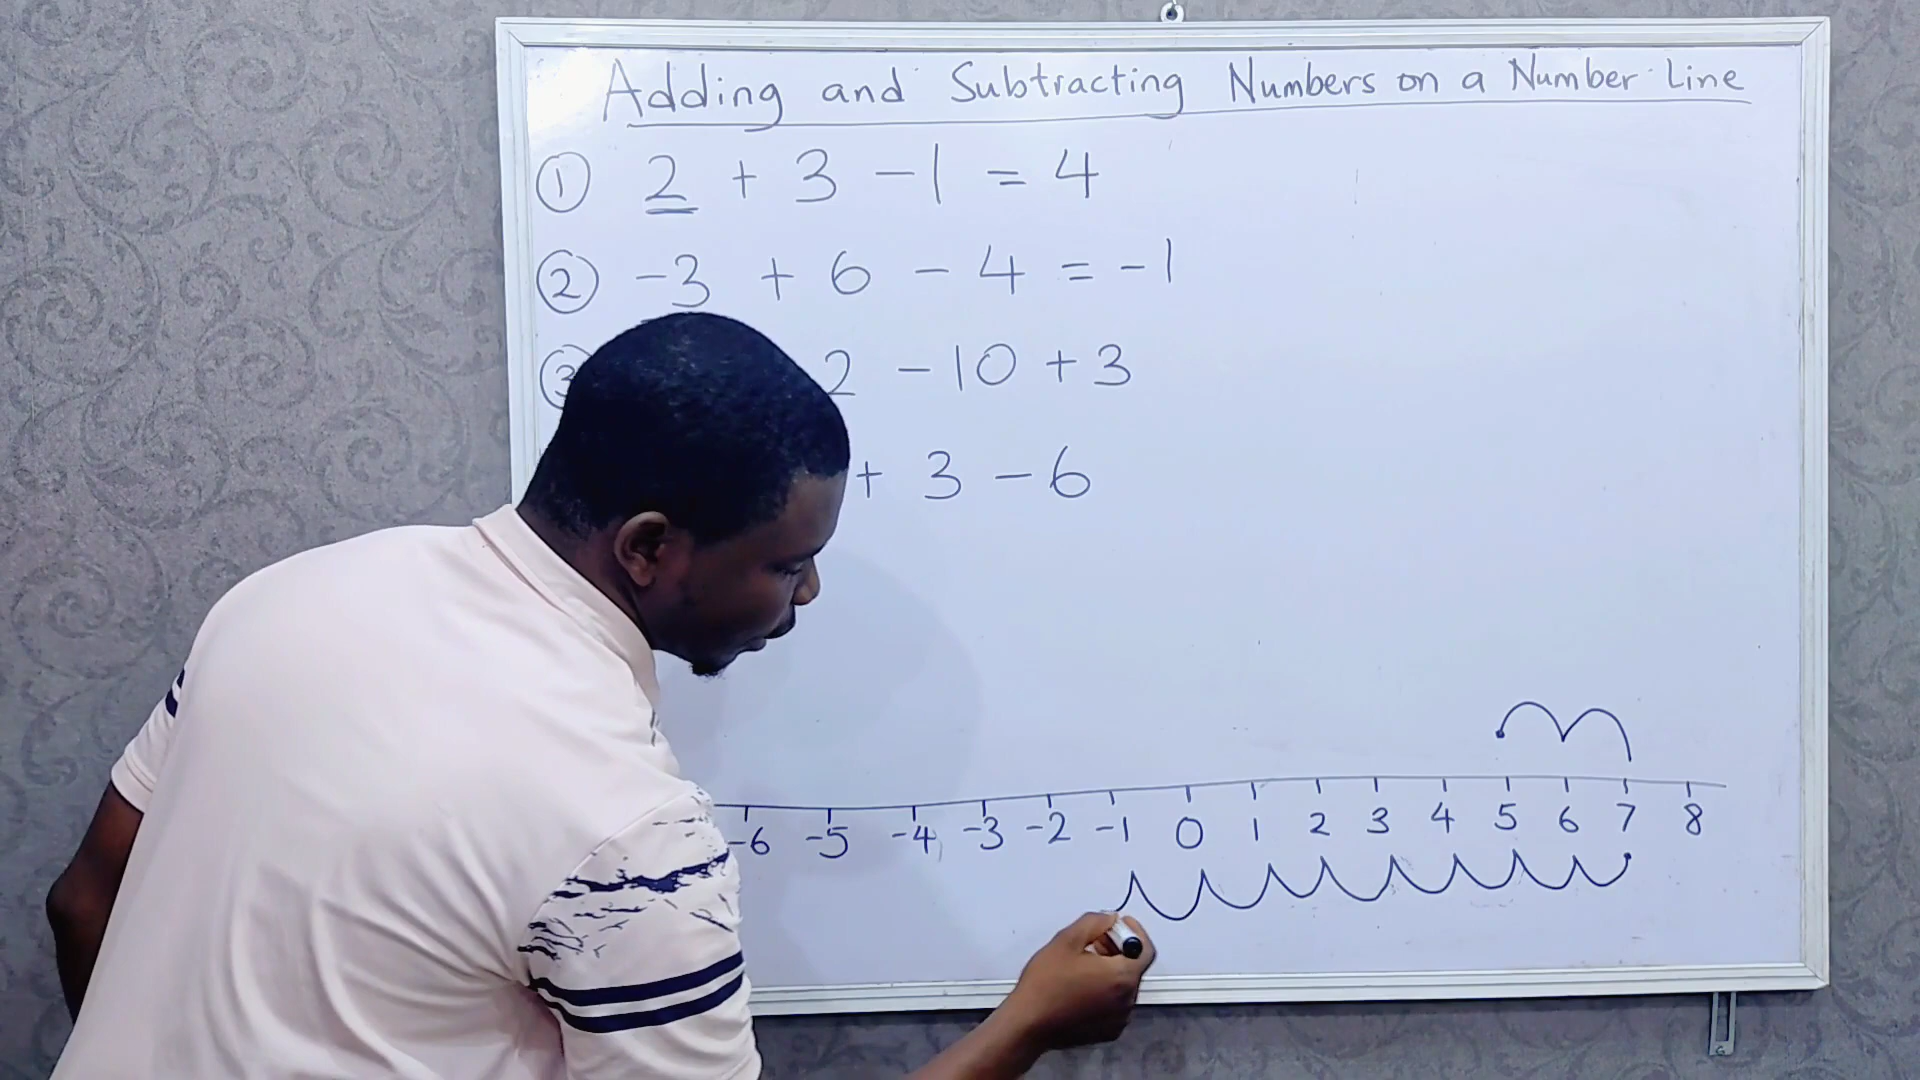 Adding and Subtracting Numbers on a Number Line
① 2 + 3 - 1 = 4
② -3 + 6 - 4 = -1
③ 2 - 10 + 3
+ 3 - 6
-6 -5 -4 -3 -2 -1 0 1 2 3 4 5 6 7 8